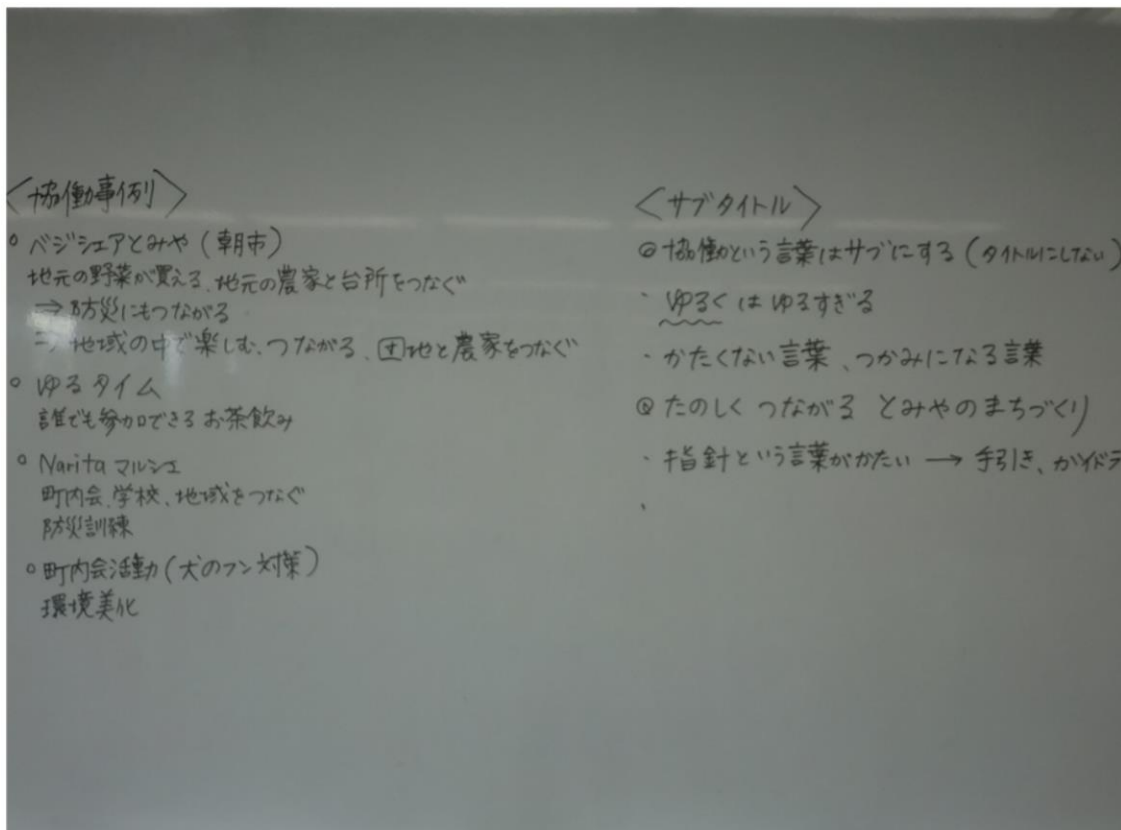 <協働事例>
○ ベジシェアとみや (朝市)
地元の野菜が買える、地元の農家と台所をつなぐ
⇒ 防災にもつながる
⇒ 地域の中で楽しむ、つながる、団地と農家をつなぐ
○ ゆるタイム
誰でも参加できるお茶飲み
○ Narita マルシェ
町内会、学校、地域をつなぐ
防災訓練
○ 町内会活動 (犬のフン対策)
環境美化
<サブタイトル>
◎ 協働という言葉はサブにする (タイトルにしない)
・ ゆるく は ゆるすぎる
・ かたくない言葉、つかみになる言葉
◎ たのしく つながる とみやのまちづくり
・ 指針という言葉がかたい → 手引き、ガイドラ
・